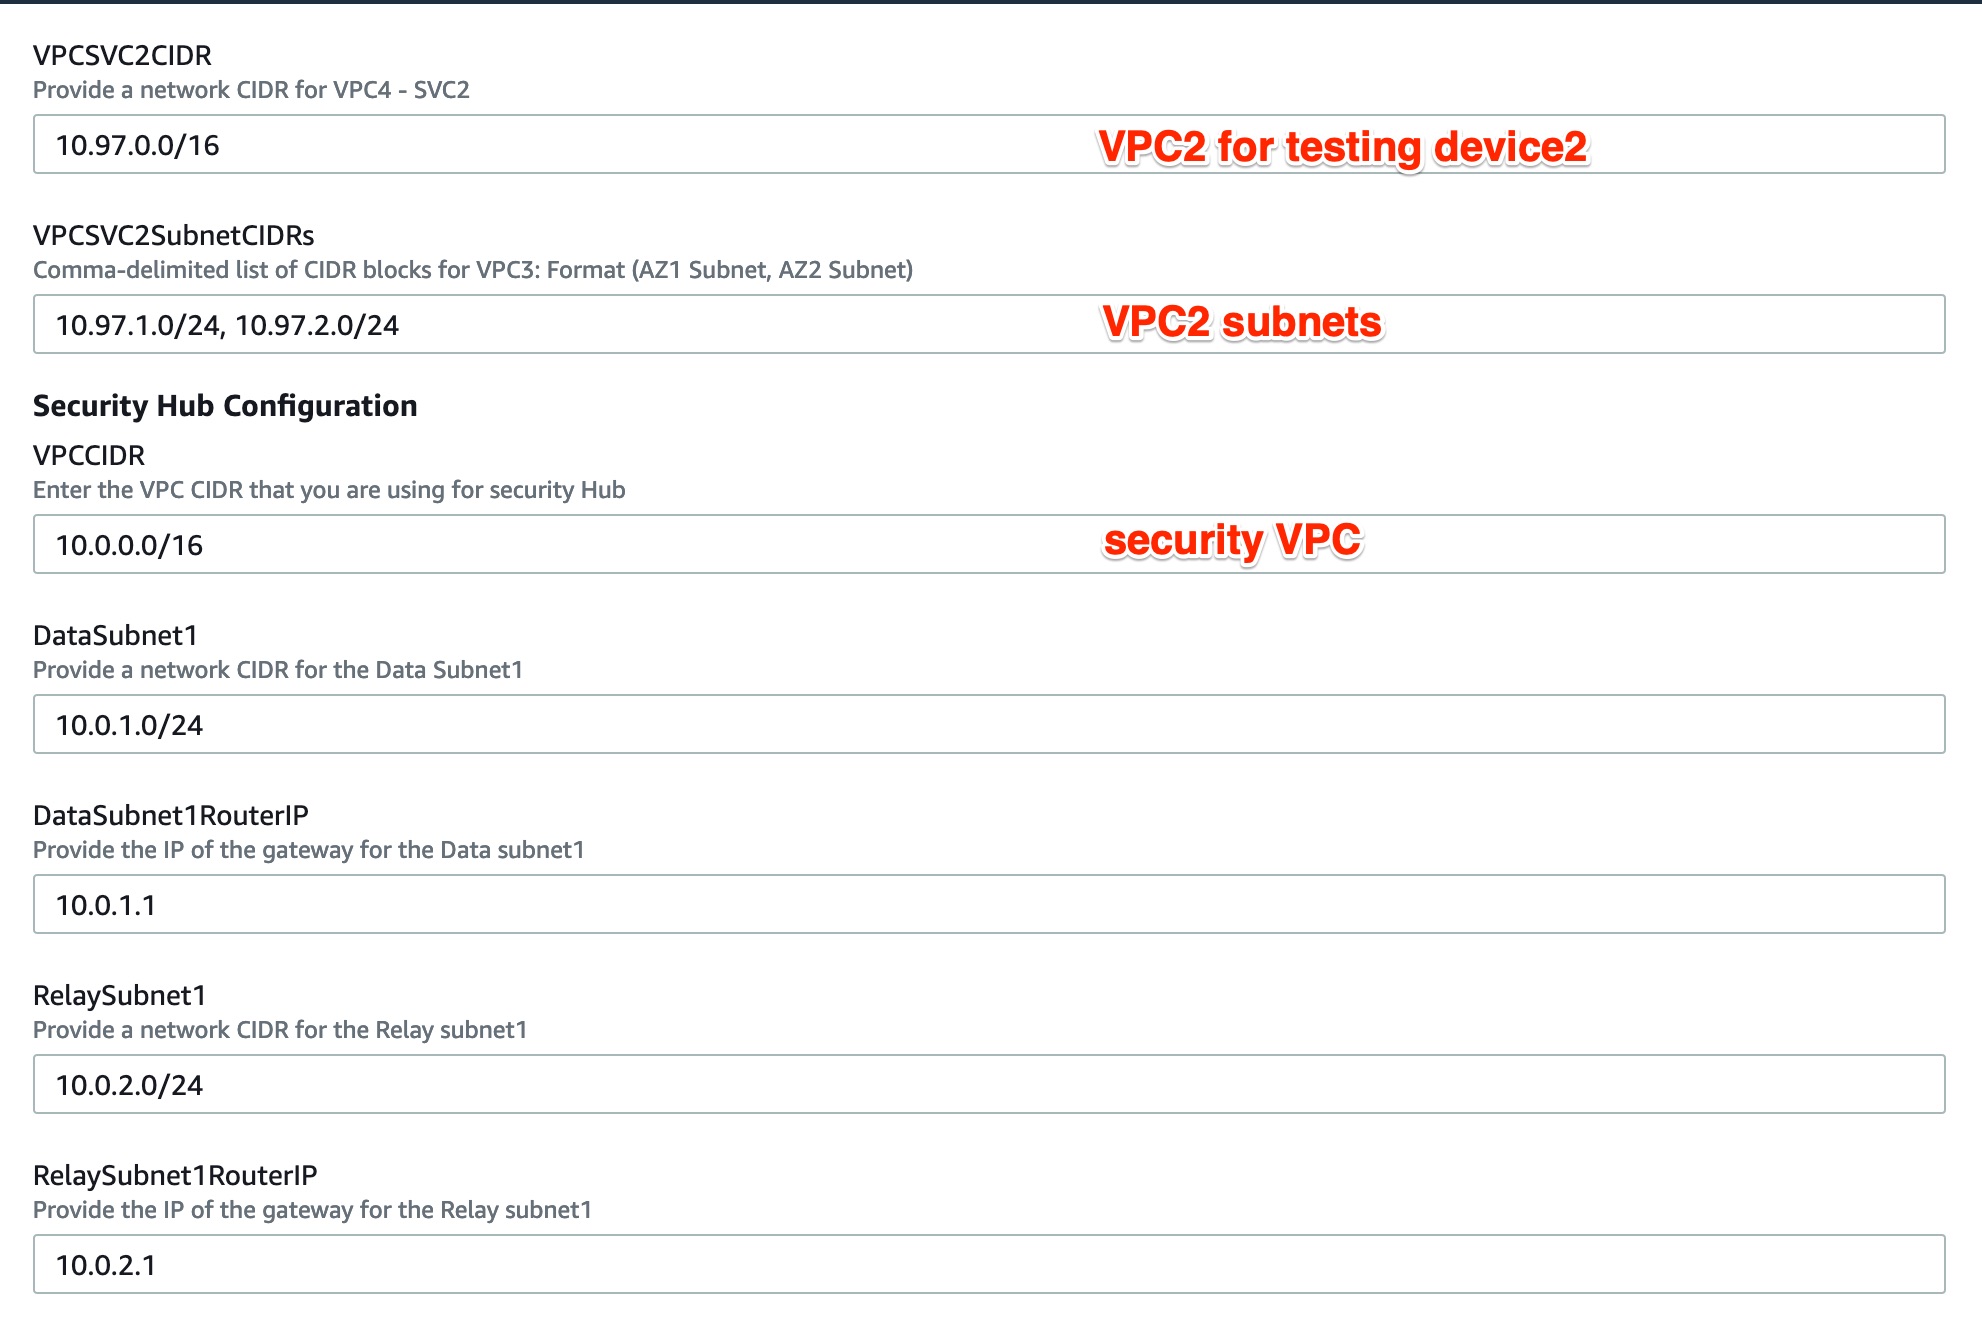 VPCSVC2CIDR
Provide a network CIDR for VPC4 - SVC2
10.97.0.0/16 VPC2 for testing device2
VPCSVC2SubnetCIDRs
Comma-delimited list of CIDR blocks for VPC3: Format (AZ1 Subnet, AZ2 Subnet)
10.97.1.0/24, 10.97.2.0/24 VPC2 subnets
Security Hub Configuration
VPCCIDR
Enter the VPC CIDR that you are using for security Hub
10.0.0.0/16 security VPC
DataSubnet1
Provide a network CIDR for the Data Subnet1
10.0.1.0/24
DataSubnet1RouterIP
Provide the IP of the gateway for the Data subnet1
10.0.1.1
RelaySubnet1
Provide a network CIDR for the Relay subnet1
10.0.2.0/24
RelaySubnet1RouterIP
Provide the IP of the gateway for the Relay subnet1
10.0.2.1